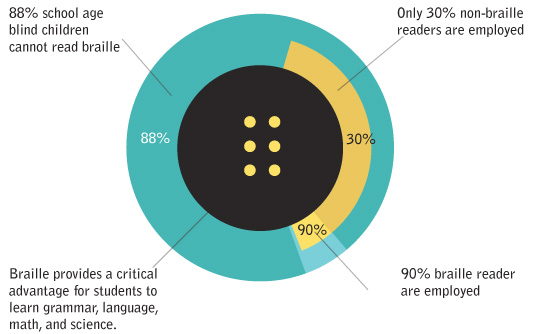 88% school age
blind children
cannot read braille
Only 30% non-braille
readers are employed
88%
30%
90%
Braille provides a critical
advantage for students to
learn grammar, language,
math, and science.
90% braille reader
are employed